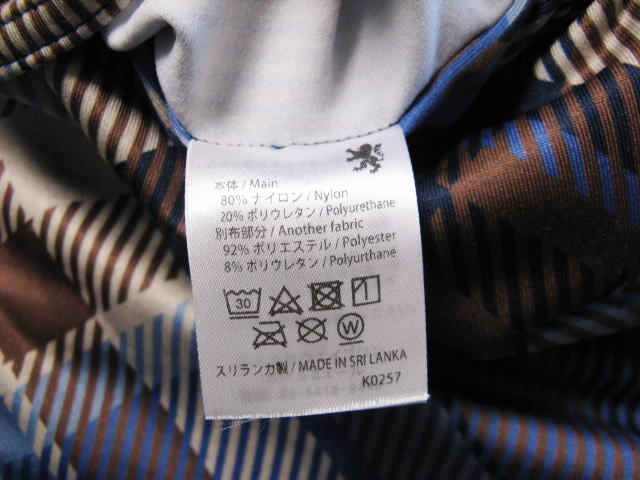 本体 / Main
80% ナイロン / Nylon
20% ポリウレタン / Polyurethane
別布部分 / Another fabric
92% ポリエステル / Polyester
8% ポリウレタン / Polyurthane
30
W
スリランカ製 / MADE IN SRI LANKA
K0257